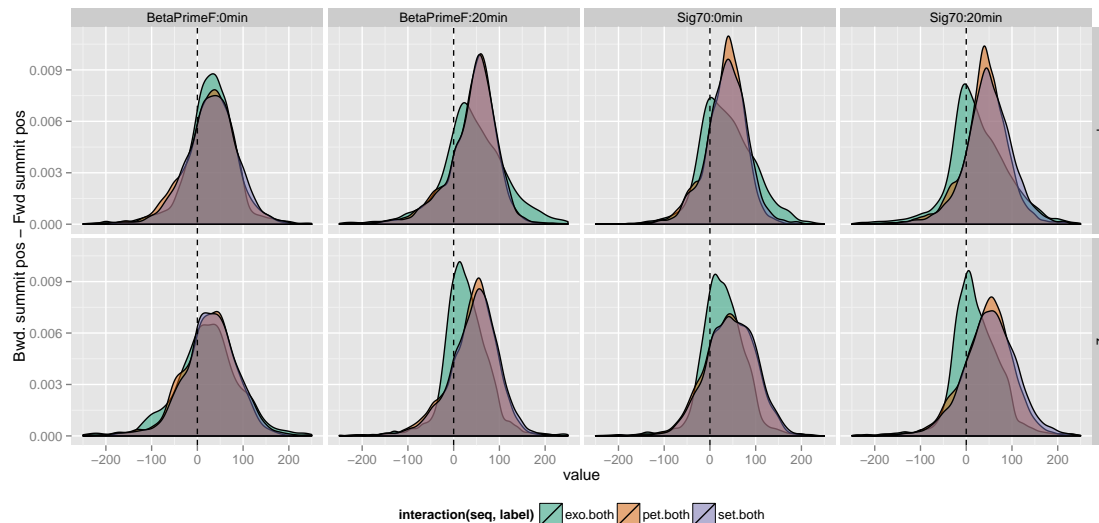 BetaPrimeF:0min BetaPrimeF:20min Sig70:0min Sig70:20min
Bwd. summit pos − Fwd summit pos
0.009
0.006
0.003
0.000
0.009
0.006
0.003
0.000
−200 −100 0 100 200 −200 −100 0 100 200 −200 −100 0 100 200 −200 −100 0 100 200
value
interaction(seq, label) exo.both pet.both set.both